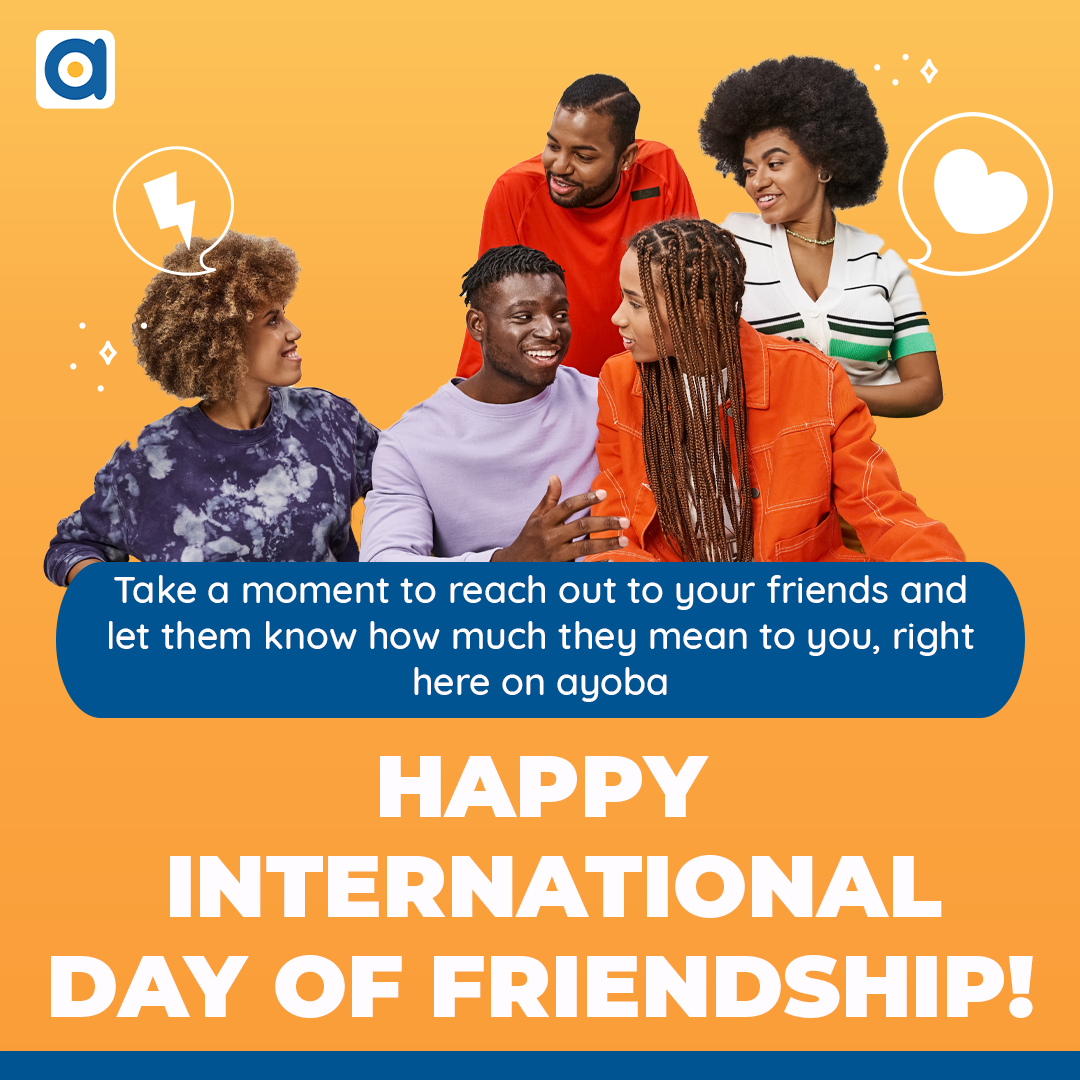 Take a moment to reach out to your friends and
let them know how much they mean to you, right
here on ayoba
HAPPY
INTERNATIONAL
DAY OF FRIENDSHIP!